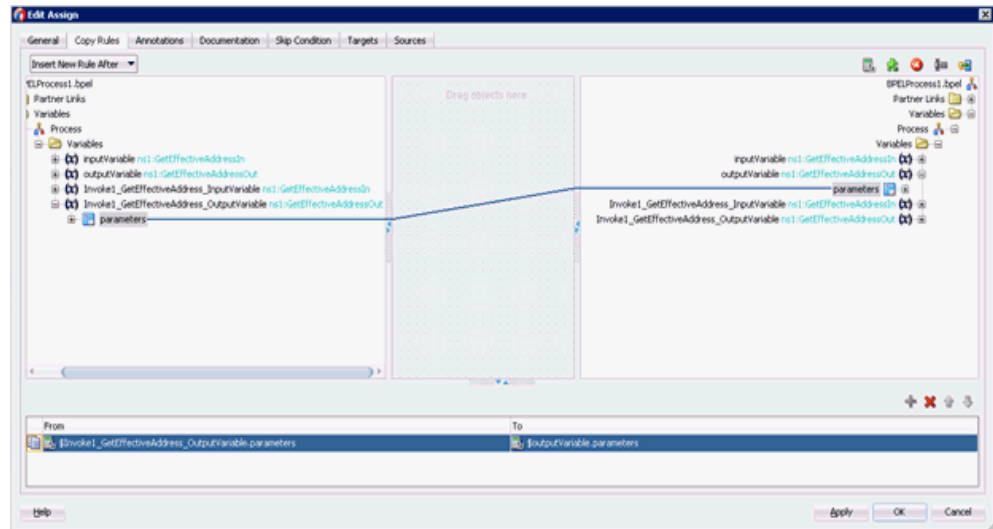 Edit Assign
General Copy Rules Annotations Documentation Skip Condition Targets Sources
Insert New Rule After
ELProcess1.bpel
Partner Links
Variables
Process
Variables
(x) inputVariable ns1:GetEffectiveAddressIn
(x) outputVariable ns1:GetEffectiveAddressOut
(x) Invoke1_GetEffectiveAddress_InputVariable ns1:GetEffectiveAddressIn
(x) Invoke1_GetEffectiveAddress_OutputVariable ns1:GetEffectiveAddressOut
parameters
Drag objects here
BPELProcess1.bpel
Partner Links
Variables
Process
Variables
inputVariable ns1:GetEffectiveAddressIn (x)
outputVariable ns1:GetEffectiveAddressOut (x)
parameters
Invoke1_GetEffectiveAddress_InputVariable ns1:GetEffectiveAddressIn (x)
Invoke1_GetEffectiveAddress_OutputVariable ns1:GetEffectiveAddressOut (x)
From To
$Invoke1_GetEffectiveAddress_OutputVariable.parameters $outputVariable.parameters
Help Apply OK Cancel